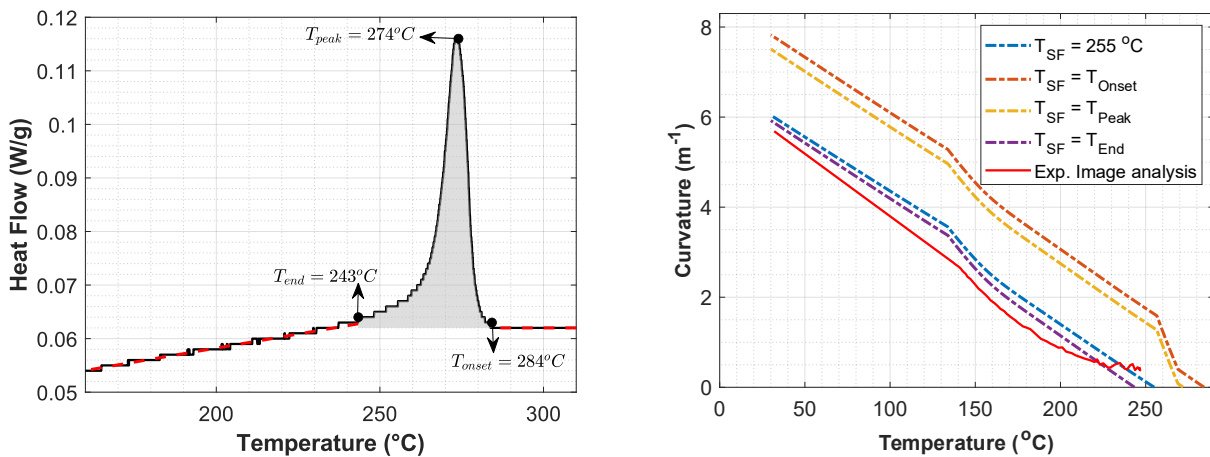 0.12
0.11
0.1
0.09
0.08
0.07
0.06
0.05
Heat Flow (W/g)
T_peak = 274°C
T_end = 243°C
T_onset = 284°C
200
250
300
Temperature (°C)
8
6
4
2
0
Curvature (m⁻¹)
T_SF = 255 °C
T_SF = T_Onset
T_SF = T_Peak
T_SF = T_End
Exp. Image analysis
0
50
100
150
200
250
Temperature (°C)